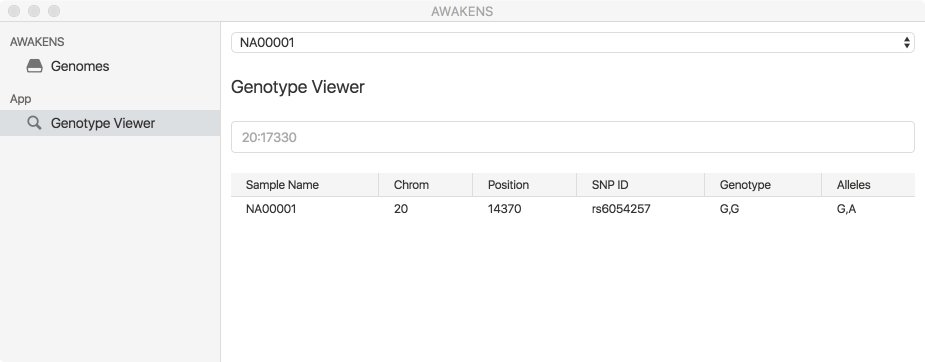 AWAKENS
AWAKENS
Genomes
App
Genotype Viewer
NA00001
Genotype Viewer
20:17330
Sample Name Chrom Position SNP ID Genotype Alleles
NA00001 20 14370 rs6054257 G,G G,A